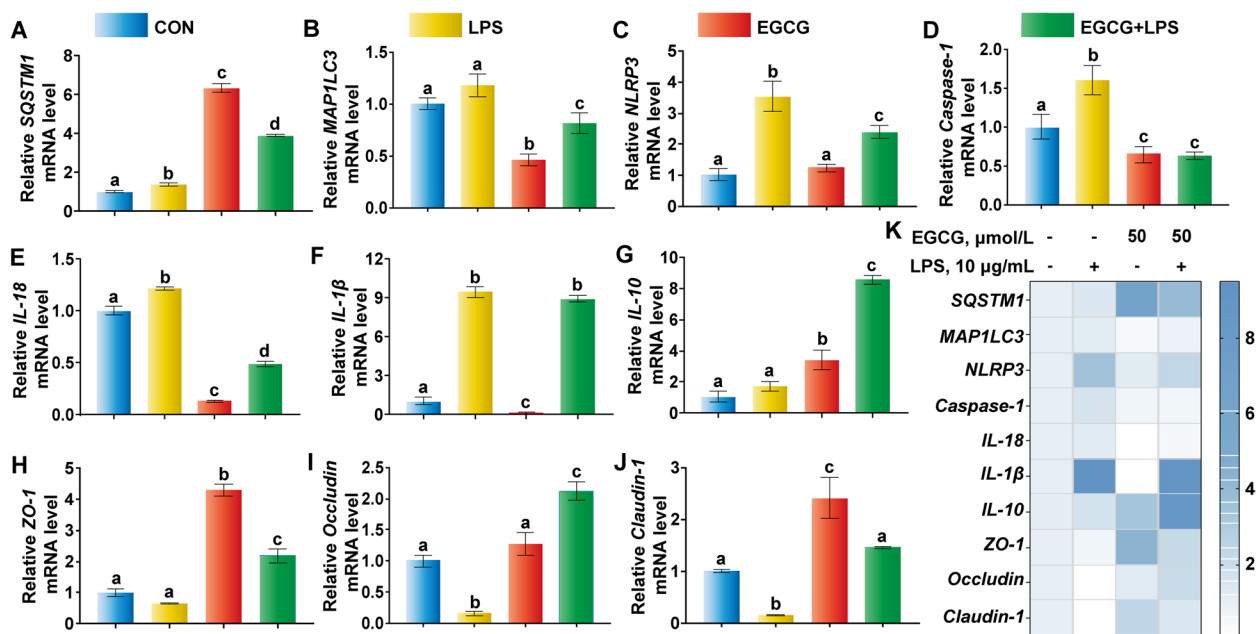 CON
LPS
EGCG
EGCG+LPS
A
Relative SQSTM1
mRNA level
8
6
4
2
0
a
b
c
d
B
Relative MAP1LC3
mRNA level
1.5
1.0
0.5
0.0
a
a
b
c
C
Relative NLRP3
mRNA level
5
4
3
2
1
0
a
b
a
c
D
Relative Caspase-1
mRNA level
2.0
1.5
1.0
0.5
0.0
a
b
c
c
E
Relative IL-18
mRNA level
1.5
1.0
0.5
0.0
a
b
c
d
F
Relative IL-1β
mRNA level
12
9
6
3
0
a
b
c
b
G
Relative IL-10
mRNA level
10
8
6
4
2
0
a
a
b
c
H
Relative ZO-1
mRNA level
5
4
3
2
1
0
a
a
b
c
I
Relative Occludin
mRNA level
2.5
2.0
1.5
1.0
0.5
0.0
a
b
a
c
J
Relative Claudin-1
mRNA level
3
2
1
0
a
b
c
a
K
EGCG, μmol/L - - 50 50
LPS, 10 μg/mL - + - +
SQSTM1
MAP1LC3
NLRP3
Caspase-1
IL-18
IL-1β
IL-10
ZO-1
Occludin
Claudin-1
8
6
4
2